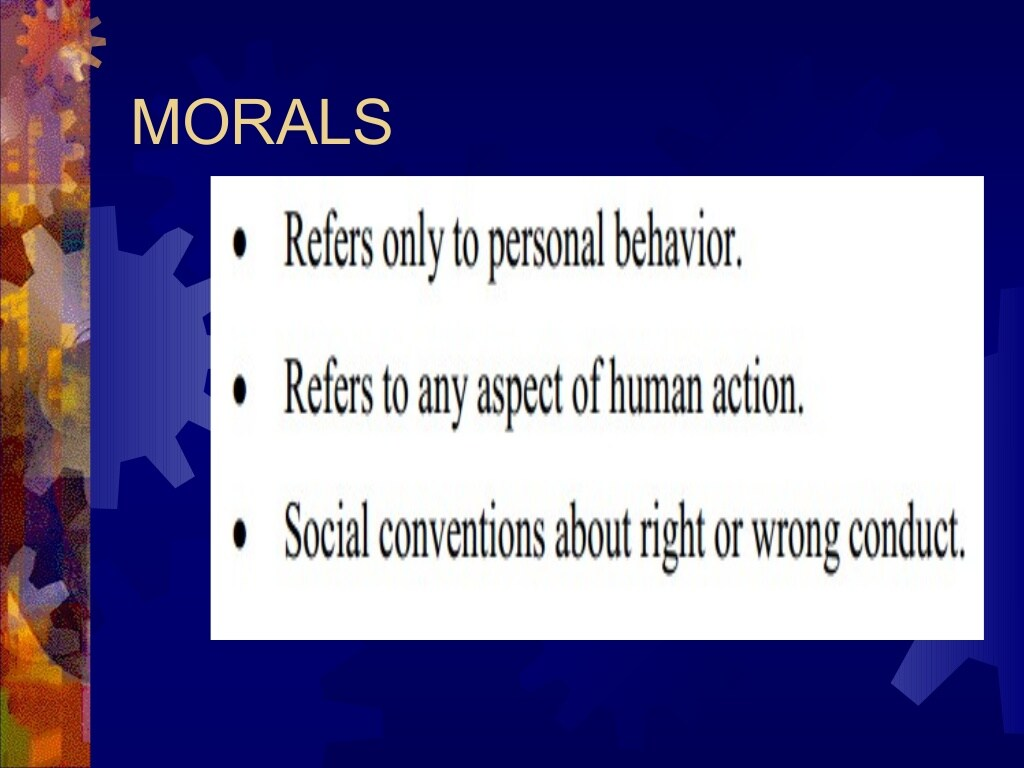 MORALS
• Refers only to personal behavior.
• Refers to any aspect of human action.
• Social conventions about right or wrong conduct.